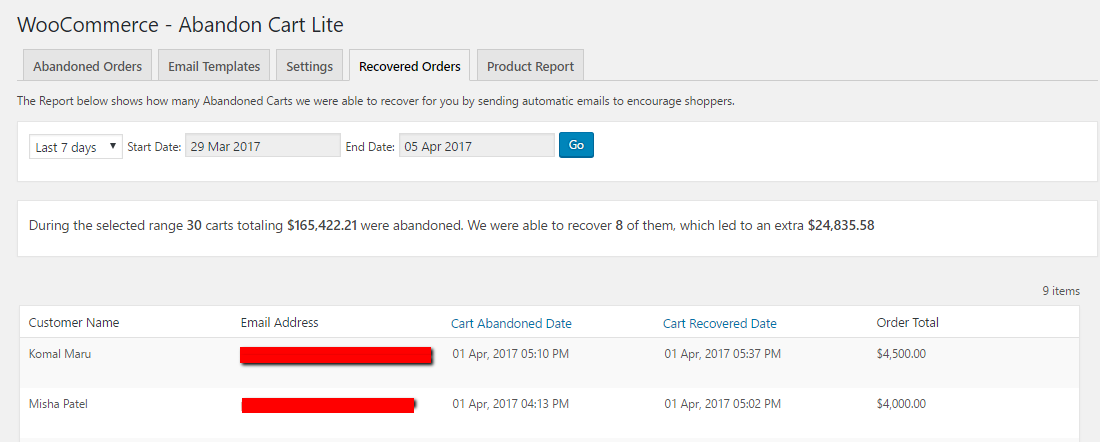 WooCommerce - Abandon Cart Lite
Abandoned Orders Email Templates Settings Recovered Orders Product Report
The Report below shows how many Abandoned Carts we were able to recover for you by sending automatic emails to encourage shoppers.
Last 7 days Start Date: 29 Mar 2017 End Date: 05 Apr 2017 Go
During the selected range 30 carts totaling $165,422.21 were abandoned. We were able to recover 8 of them, which led to an extra $24,835.58
9 items
Customer Name Email Address Cart Abandoned Date Cart Recovered Date Order Total
Komal Maru 01 Apr, 2017 05:10 PM 01 Apr, 2017 05:37 PM $4,500.00
Misha Patel 01 Apr, 2017 04:13 PM 01 Apr, 2017 05:02 PM $4,000.00